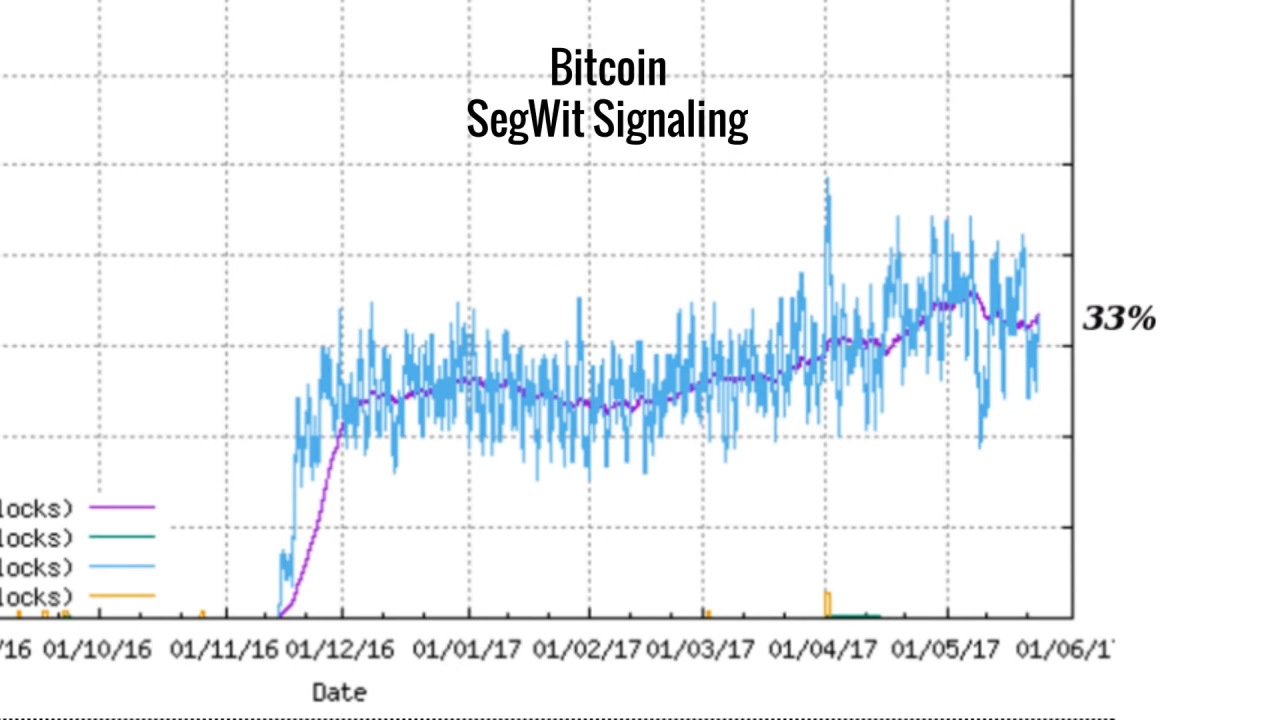 Bitcoin
SegWit Signaling
33%
locks)
locks)
locks)
locks)
/16 01/10/16 01/11/16 01/12/16 01/01/17 01/02/17 01/03/17 01/04/17 01/05/17 01/06/1
Date